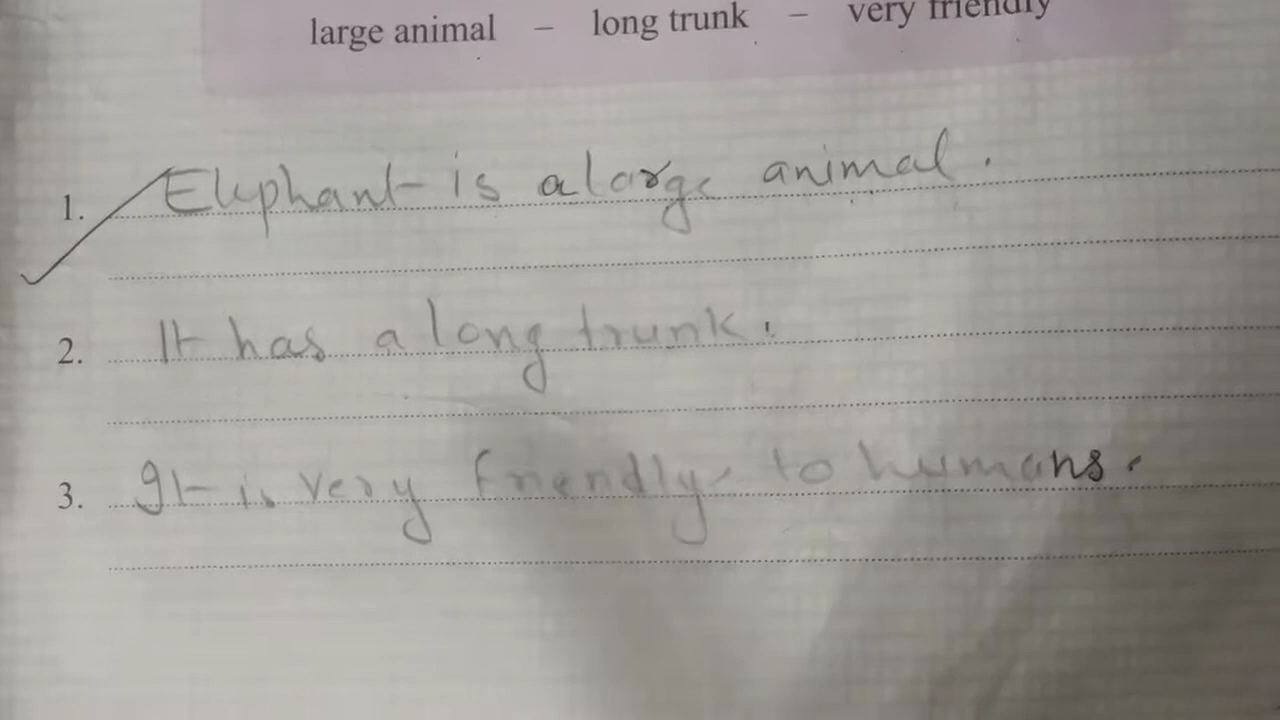 large animal – long trunk – very friendly
1. Elephant is a large animal.
2. It has a long trunk.
3. It is very friendly to humans.